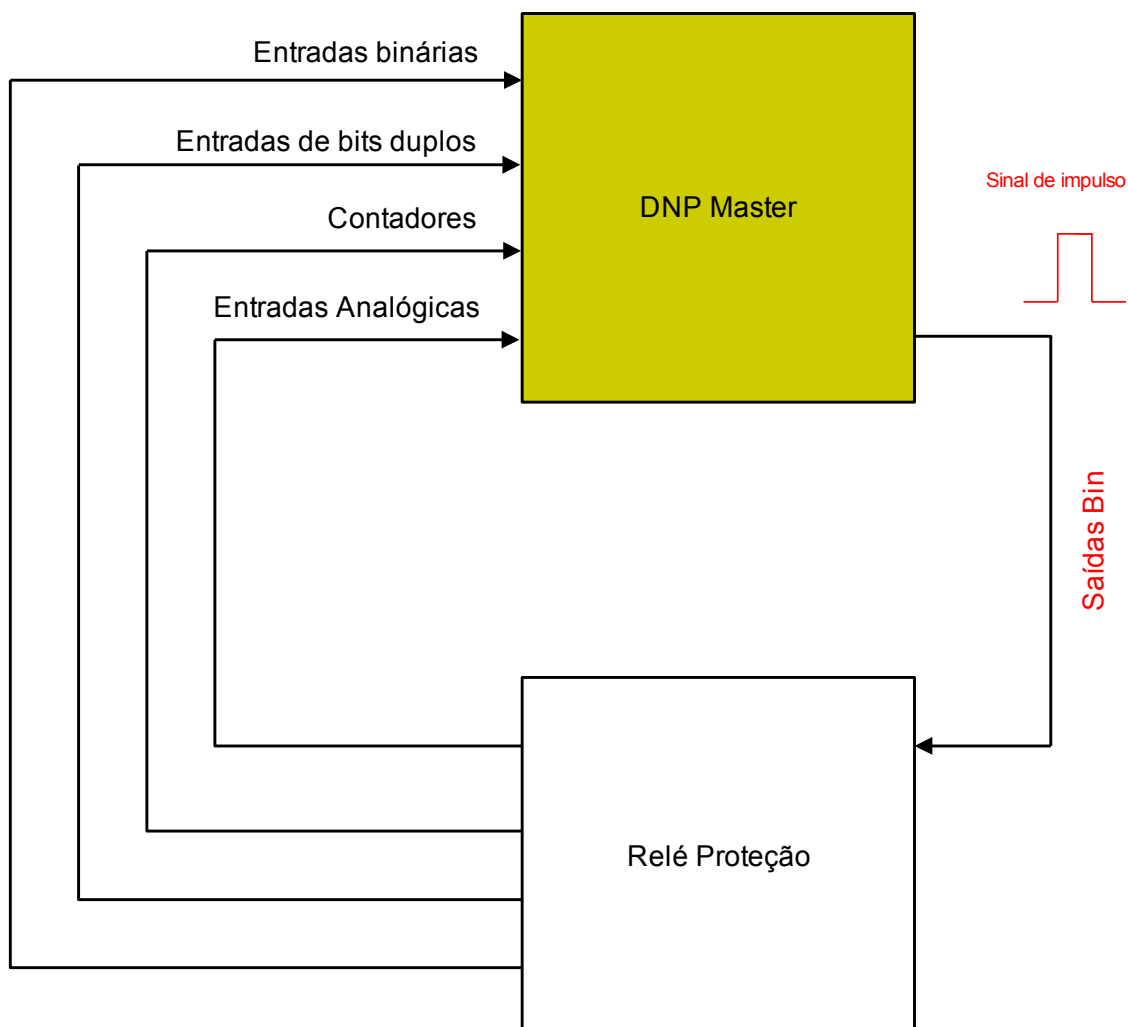 Entradas binárias
Entradas de bits duplos
Contadores
Entradas Analógicas
DNP Master
Sinal de impulso
Saídas Bin
Relé Proteção